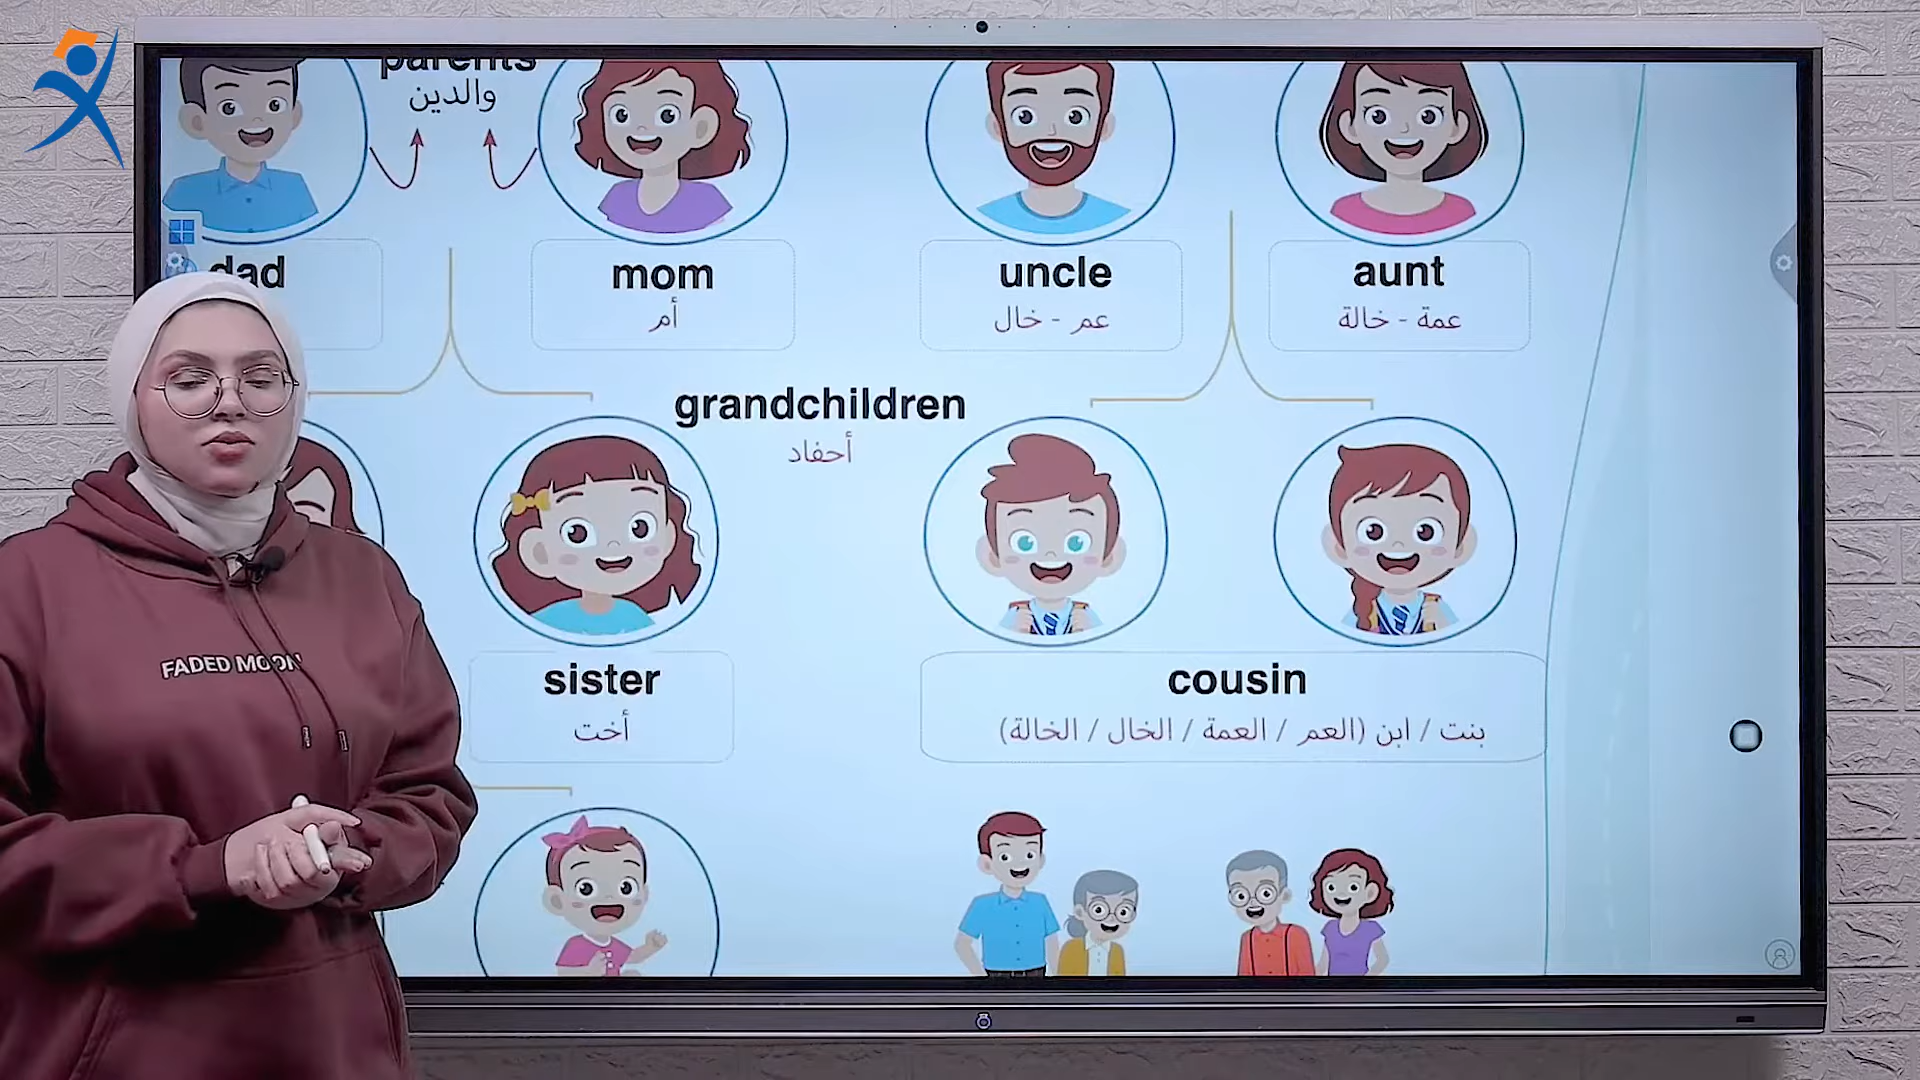 parents
والدين
dad
mom
أم
uncle
عم - خال
aunt
عمة - خالة
grandchildren
أحفاد
sister
أخت
cousin
بنت / ابن (العم / العمة / الخال / الخالة)
FADED MOON